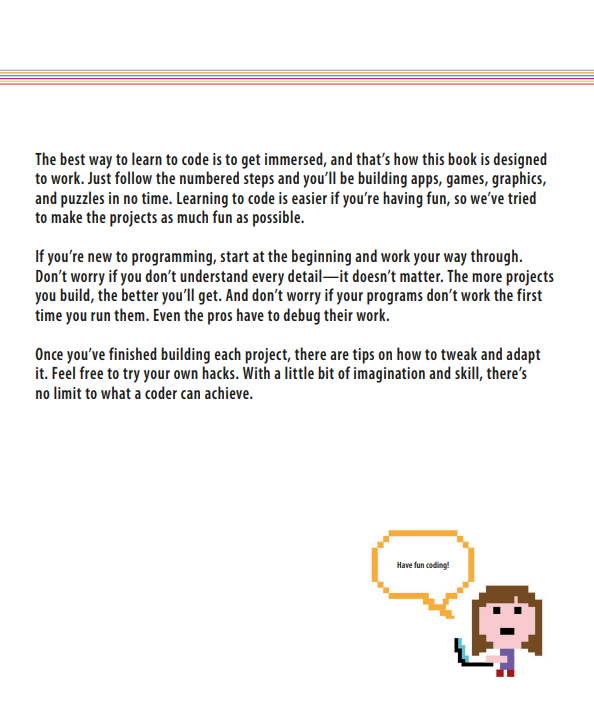 The best way to learn to code is to get immersed, and that’s how this book is designed
to work. Just follow the numbered steps and you’ll be building apps, games, graphics,
and puzzles in no time. Learning to code is easier if you’re having fun, so we’ve tried
to make the projects as much fun as possible.
If you’re new to programming, start at the beginning and work your way through.
Don’t worry if you don’t understand every detail—it doesn’t matter. The more projects
you build, the better you’ll get. And don’t worry if your programs don’t work the first
time you run them. Even the pros have to debug their work.
Once you’ve finished building each project, there are tips on how to tweak and adapt
it. Feel free to try your own hacks. With a little bit of imagination and skill, there’s
no limit to what a coder can achieve.
Have fun coding!